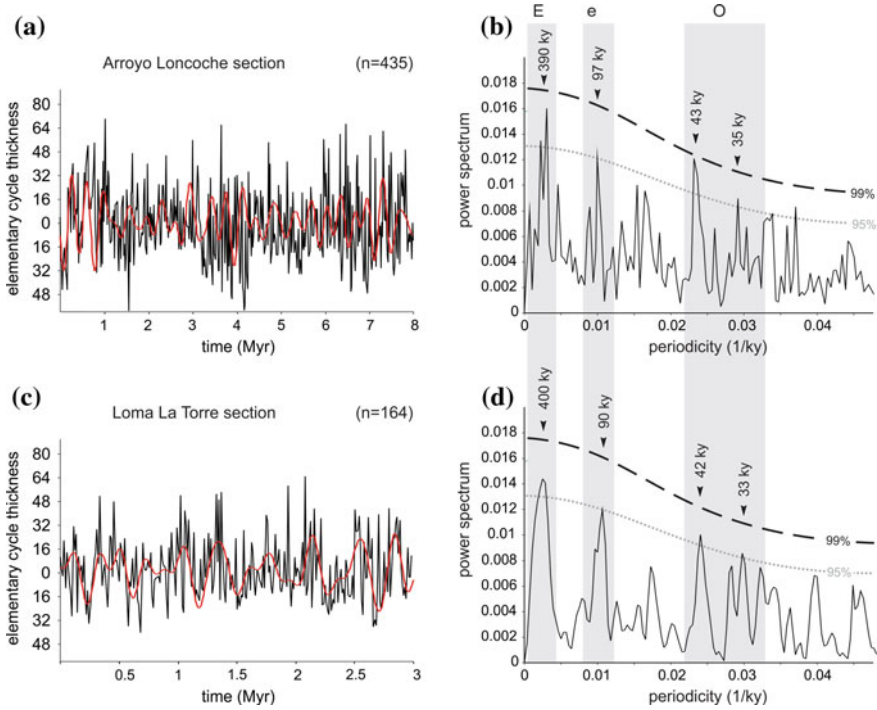 (a)
Arroyo Loncoche section (n=435)
elementary cycle thickness
80
64
48
32
16
0
16
32
48
1 2 3 4 5 6 7 8
time (Myr)
E e O
(b)
390 ky
97 ky
43 ky
35 ky
99%
95%
power spectrum
0.018
0.016
0.014
0.012
0.010
0.008
0.006
0.004
0.002
0
0 0.01 0.02 0.03 0.04
periodicity (1/ky)
(c)
Loma La Torre section (n=164)
elementary cycle thickness
80
64
48
32
16
0
16
32
48
0.5 1 1.5 2 2.5 3
time (Myr)
(d)
400 ky
90 ky
42 ky
33 ky
99%
95%
power spectrum
0.018
0.016
0.014
0.012
0.010
0.008
0.006
0.004
0.002
0
0 0.01 0.02 0.03 0.04
periodicity (1/ky)